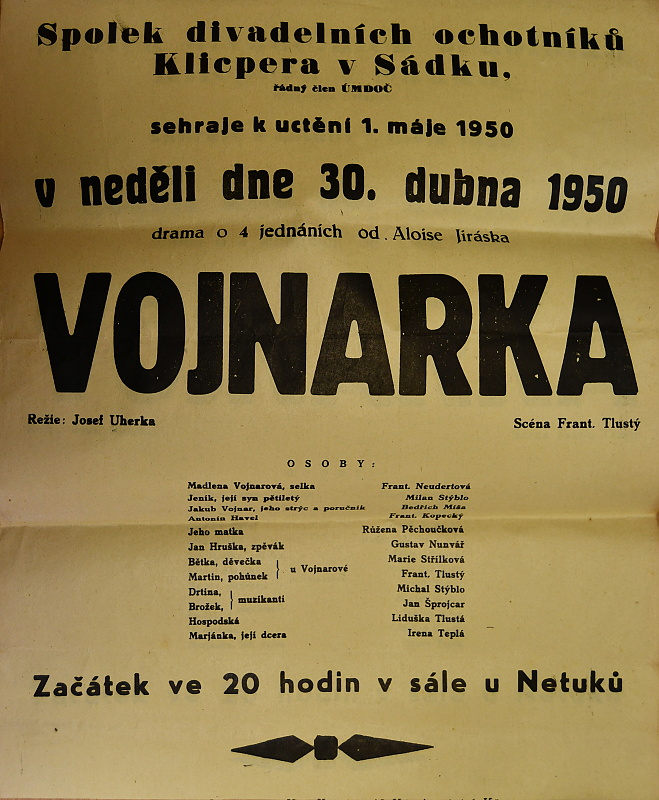 Spolek divadelních ochotníků
Klicpera v Sádku,
řádný člen ÚMDOČ
sehraje k uctění 1. máje 1950
v neděli dne 30. dubna 1950
drama o 4 jednáních od Aloise Jiráska
VOJNARKA
Režie: Josef Uherka Scéna Frant. Tlustý
OSOBY:
Madlena Vojnarová, selka Frant. Neudertová
Jeník, její syn pětiletý Milan Stýblo
Jakub Vojnar, jeho strýc a poručník Bedřich Míša
Antonín Havel Frant. Kopecký
Jeho matka Růžena Pěchoučková
Jan Hruška, zpěvák Gustav Nunvář
Bětka, děvečka Marie Střílková
u Vojnarové
Martin, pohůnek Frant. Tlustý
Drtina, Michal Stýblo
muzikanti
Brožek, Jan Šprojcar
Hospodská Liduška Tlustá
Marjánka, její dcera Irena Teplá
Začátek ve 20 hodin v sále u Netuků